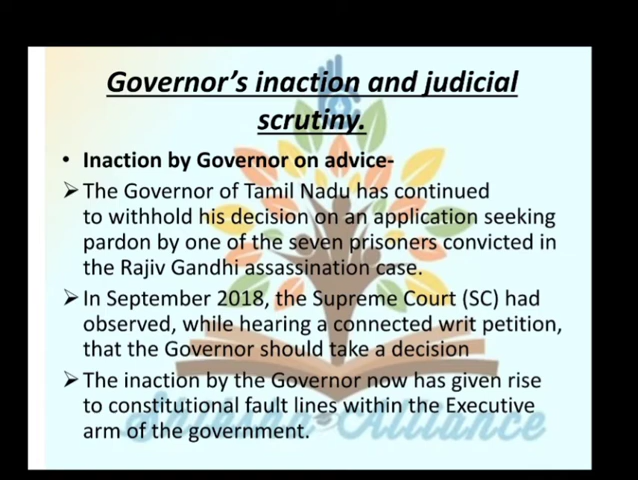 Governor's inaction and judicial
scrutiny.
• Inaction by Governor on advice-
➢ The Governor of Tamil Nadu has continued
to withhold his decision on an application seeking
pardon by one of the seven prisoners convicted in
the Rajiv Gandhi assassination case.
➢ In September 2018, the Supreme Court (SC) had
observed, while hearing a connected writ petition,
that the Governor should take a decision
➢ The inaction by the Governor now has given rise
to constitutional fault lines within the Executive
arm of the government.
Alliance